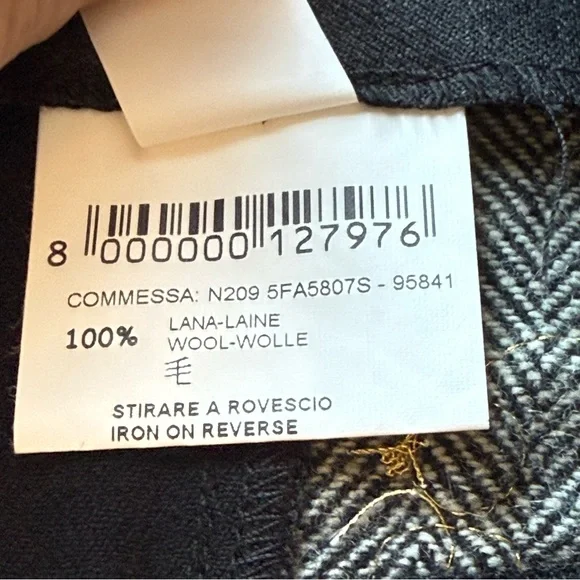 8 000000 127976
COMMESSA: N209 5FA5807S - 95841
100% LANA-LAINE
WOOL-WOLLE
毛
STIRARE A ROVESCIO
IRON ON REVERSE